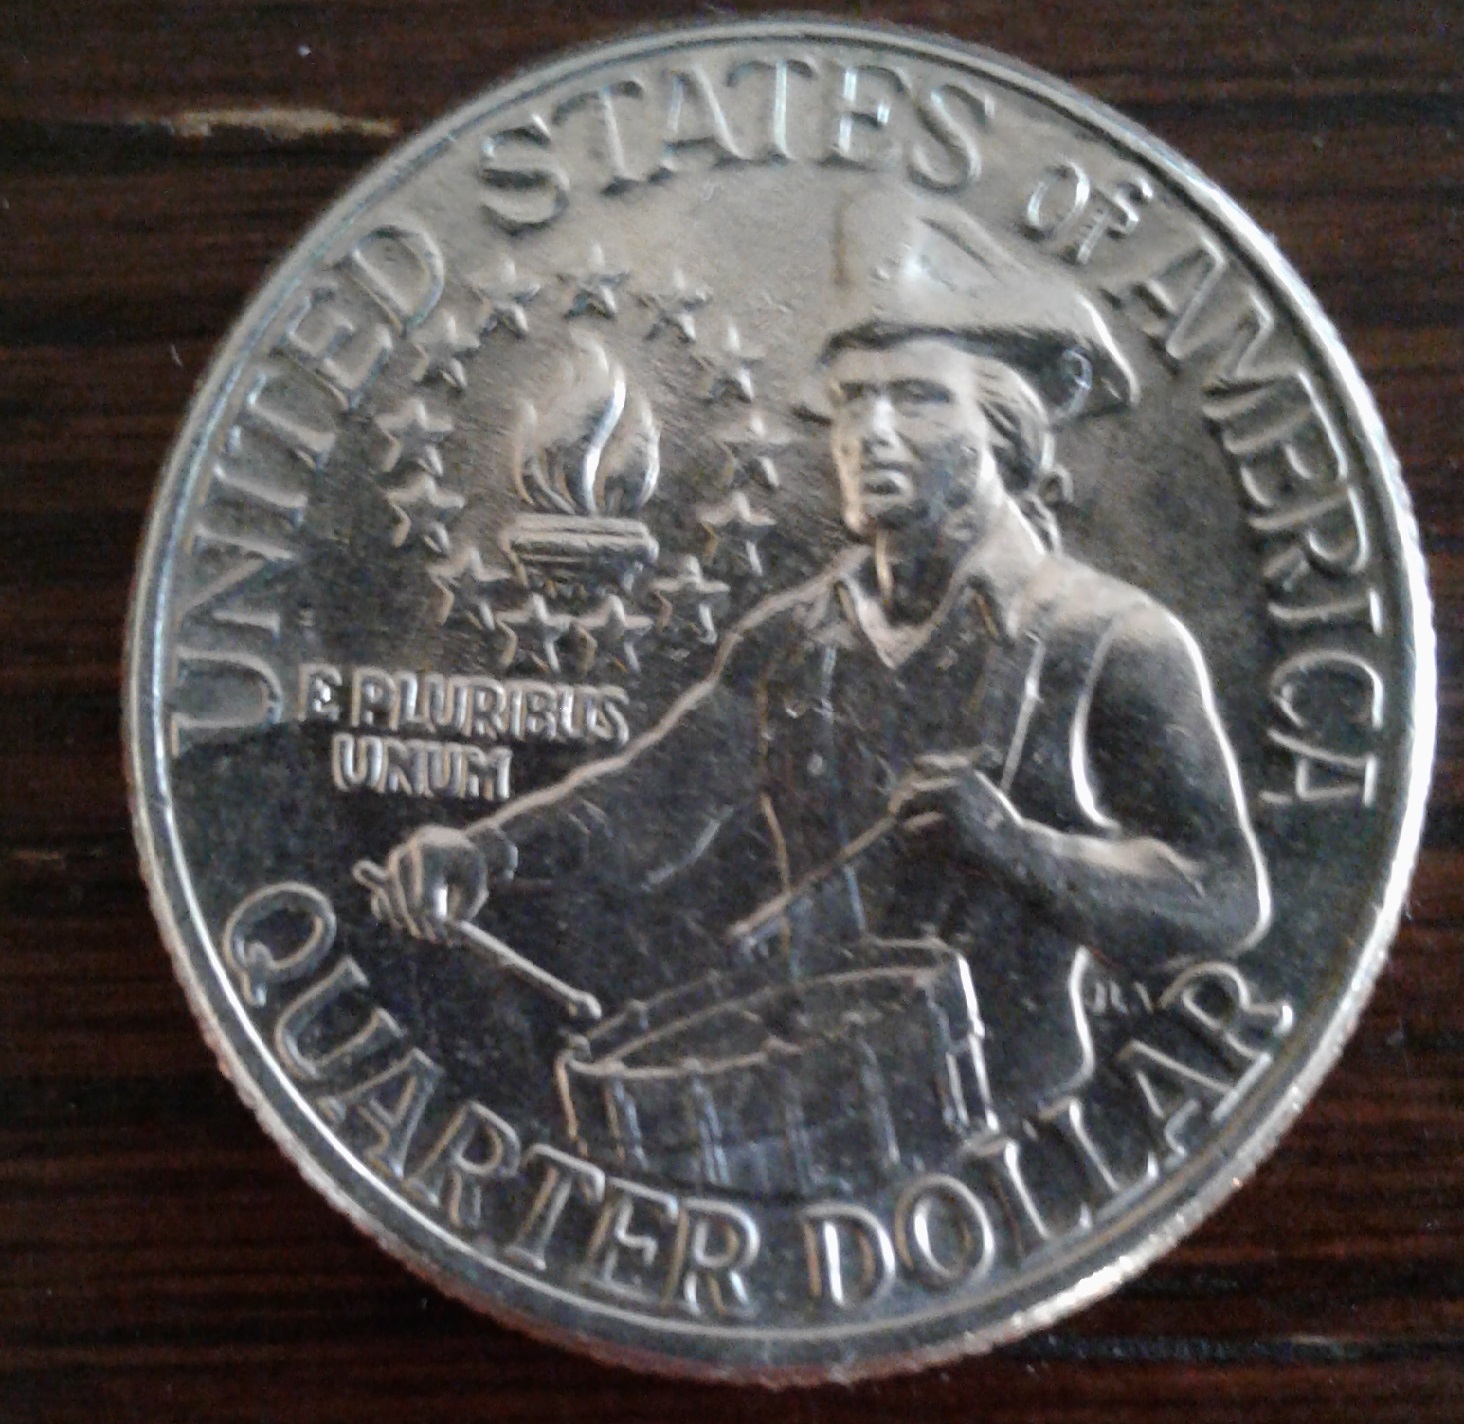 UNITED STATES OF AMERICA
E PLURIBUS
UNUM
QUARTER DOLLAR